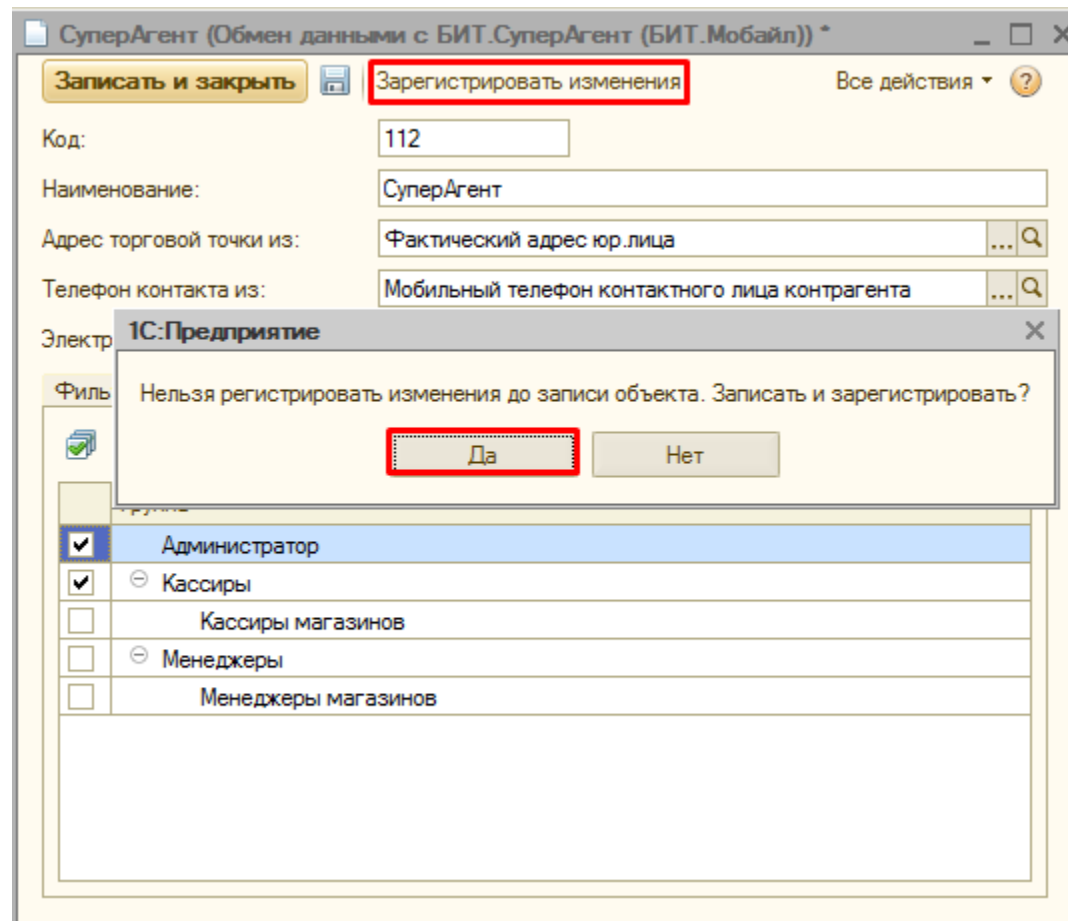 СуперАгент (Обмен данными с БИТ.СуперАгент (БИТ.Мобайл)) *
Записать и закрыть Зарегистрировать изменения Все действия ?
Код: 112
Наименование: СуперАгент
Адрес торговой точки из: Фактический адрес юр.лица ...
Телефон контакта из: Мобильный телефон контактного лица контрагента ...
Электр
1С:Предприятие
Филь
Нельзя регистрировать изменения до записи объекта. Записать и зарегистрировать?
Да Нет
Администратор
Кассиры
Кассиры магазинов
Менеджеры
Менеджеры магазинов